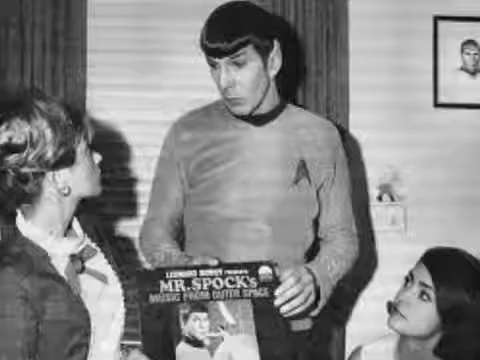 LEONARD NIMOY PRESENTS
MR. SPOCK'S
MUSIC FROM OUTER SPACE